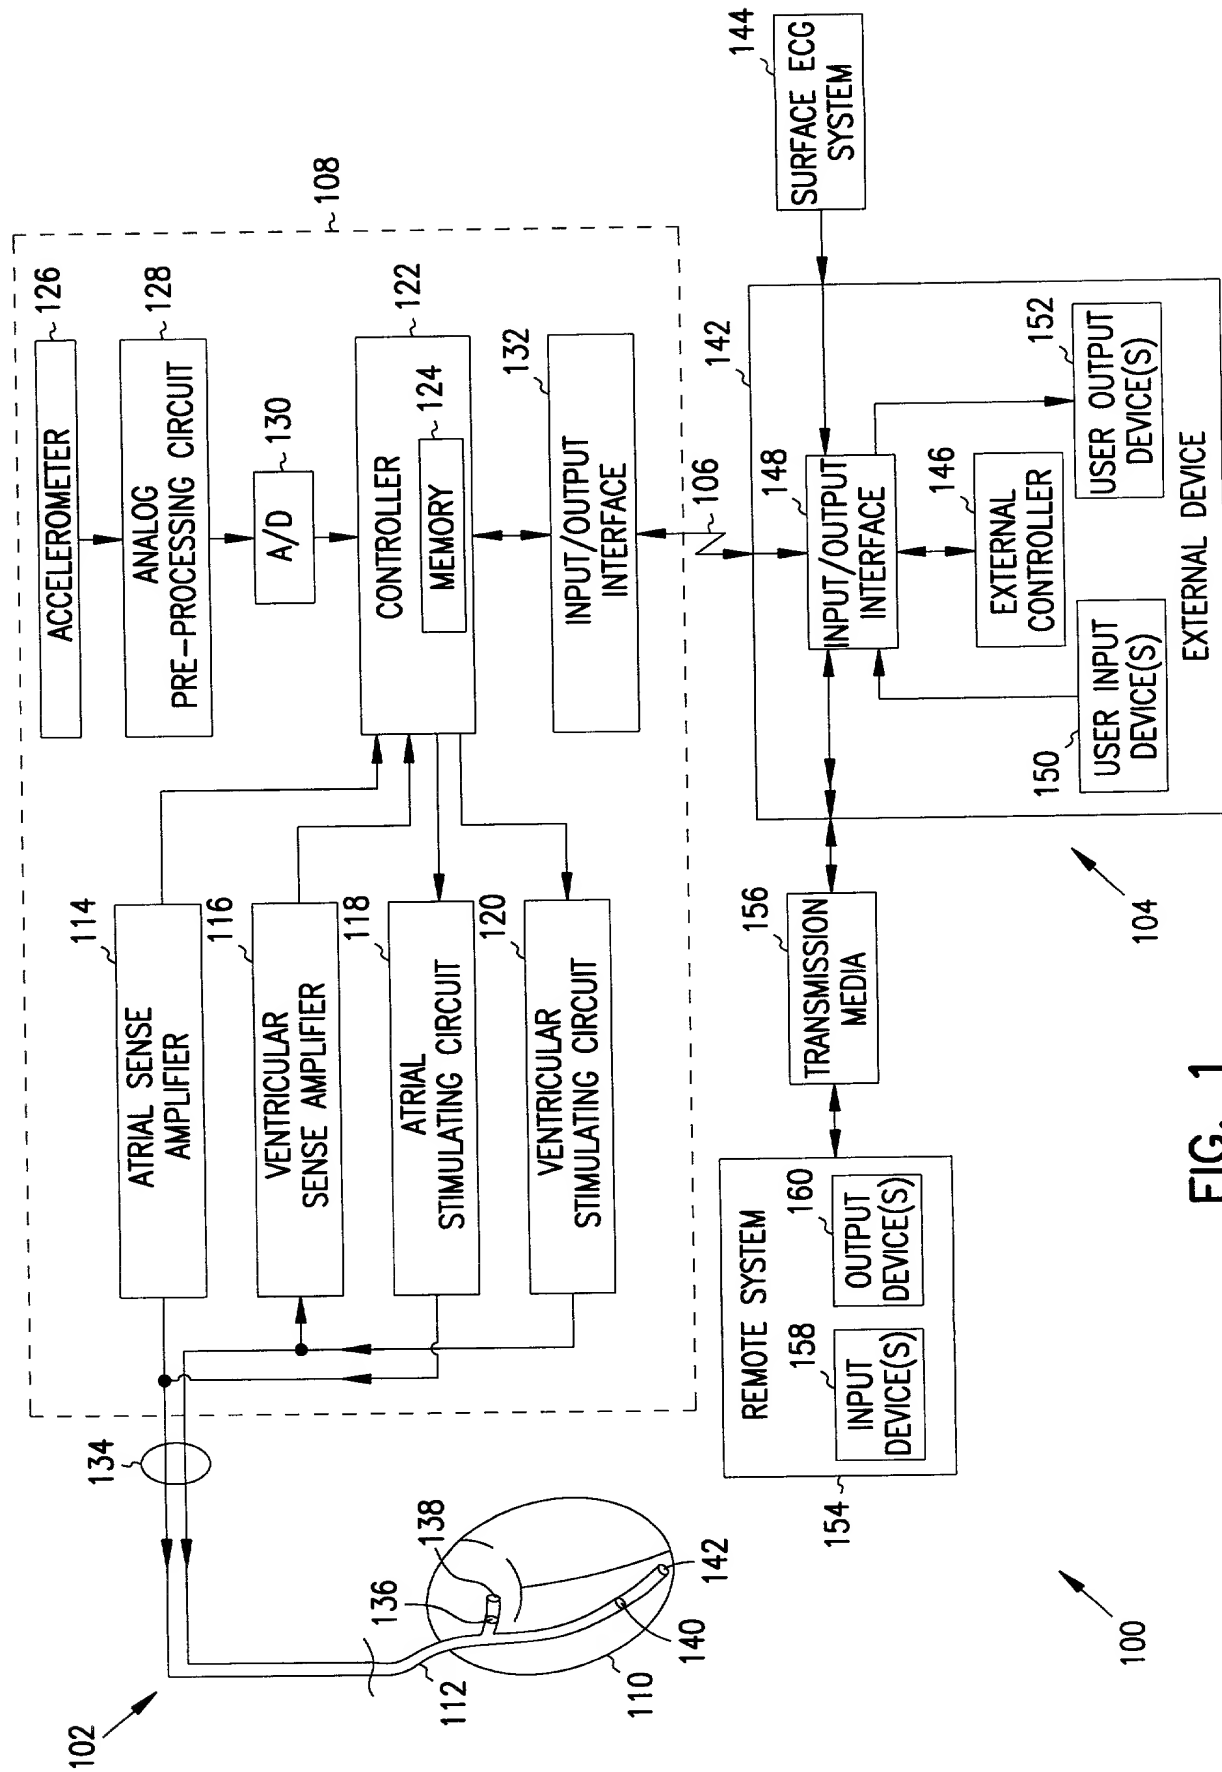 102
134
108
114
ATRIAL SENSE
AMPLIFIER
116
VENTRICULAR
SENSE AMPLIFIER
118
ATRIAL
STIMULATING CIRCUIT
120
VENTRICULAR
STIMULATING CIRCUIT
126
ACCELEROMETER
128
ANALOG
PRE-PROCESSING CIRCUIT
130
A/D
122
CONTROLLER
124
MEMORY
132
INPUT/OUTPUT
INTERFACE
106
112
110
136
138
140
142
154
REMOTE SYSTEM
158
INPUT
DEVICE(S)
160
OUTPUT
DEVICE(S)
156
TRANSMISSION
MEDIA
142
148
INPUT/OUTPUT
INTERFACE
146
EXTERNAL
CONTROLLER
150
USER INPUT
DEVICE(S)
152
USER OUTPUT
DEVICE(S)
EXTERNAL DEVICE
144
SURFACE ECG
SYSTEM
104
100
FIG. 1